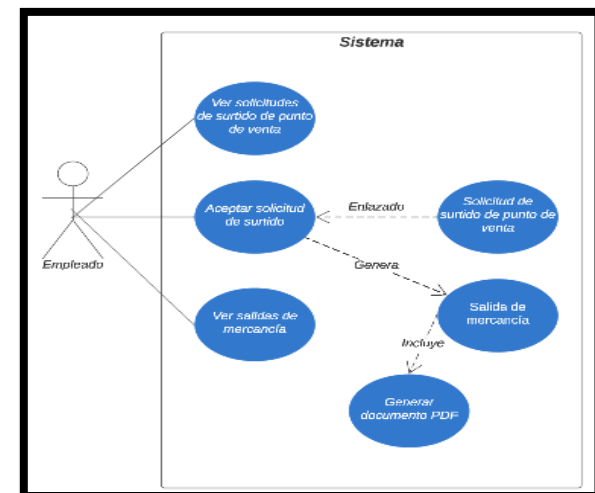 Sistema
Ver solicitudes
de surtido de punto
de venta
Aceptar solicitud
de surtido
Enlazado
Solicitud de
surtido de punto de
venta
Empleado
Genera
Ver salidas de
mercancía
Salida de
mercancía
Incluye
Generar
documento PDF